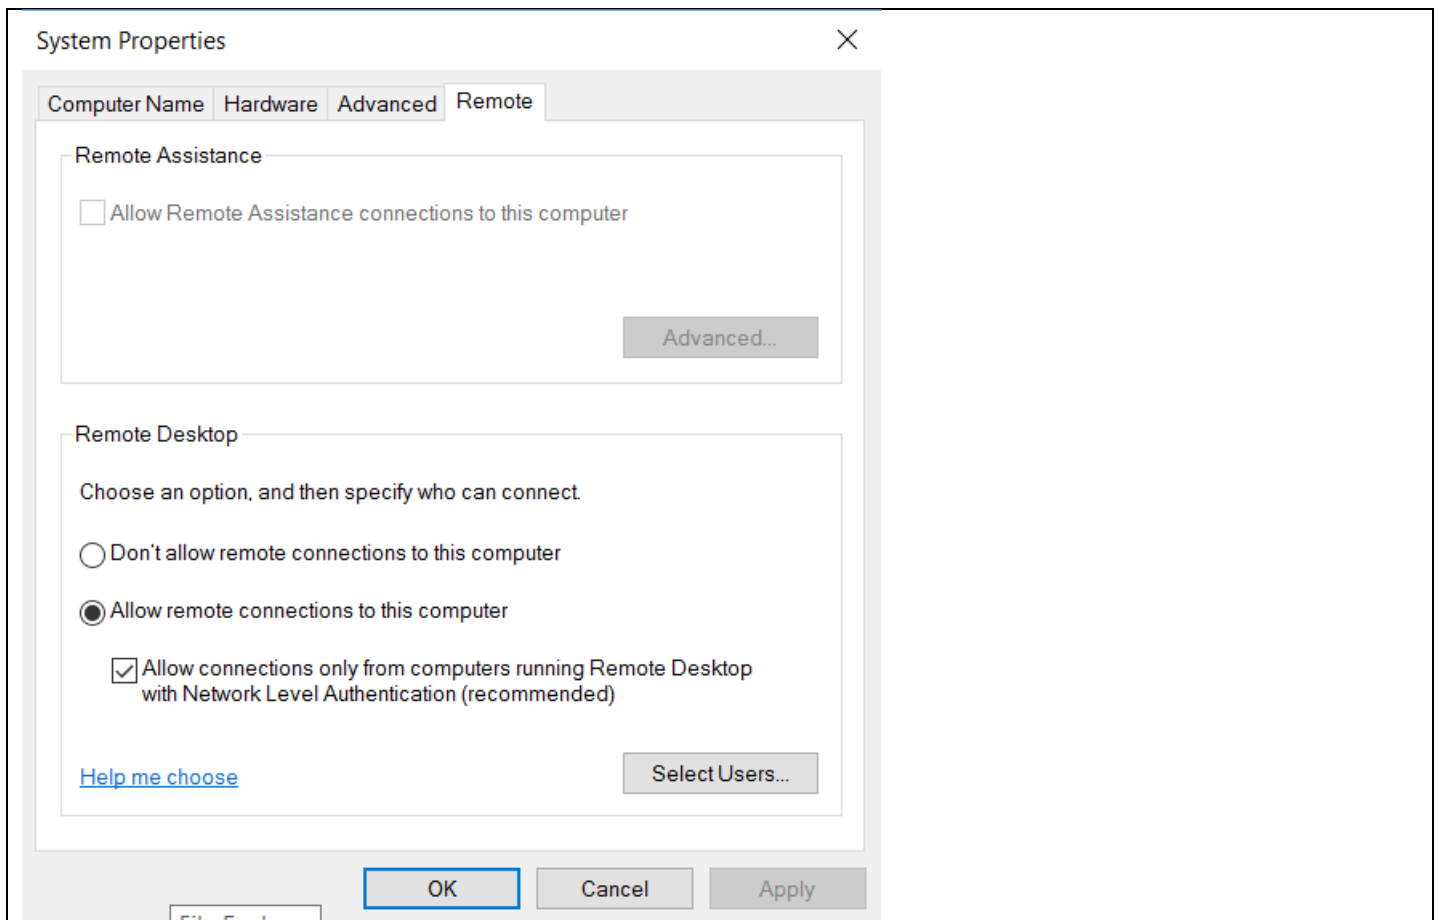 System Properties
Computer Name Hardware Advanced Remote
Remote Assistance
Allow Remote Assistance connections to this computer
Advanced...
Remote Desktop
Choose an option, and then specify who can connect.
Don't allow remote connections to this computer
Allow remote connections to this computer
Allow connections only from computers running Remote Desktop
with Network Level Authentication (recommended)
Help me choose
Select Users...
OK Cancel Apply